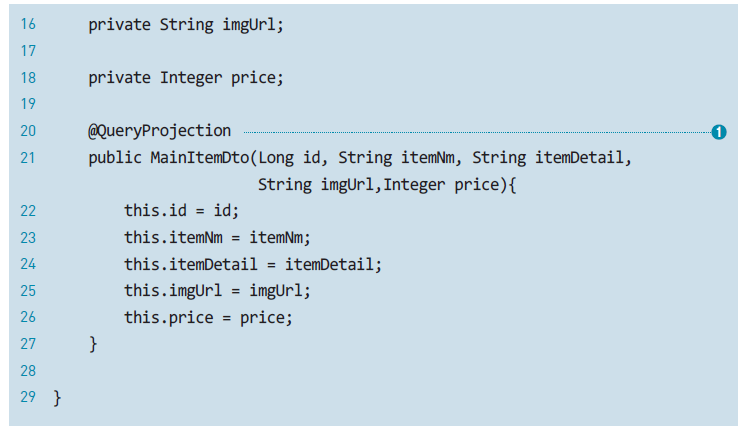 16 private String imgUrl;
17
18 private Integer price;
19
20 @QueryProjection 1
21 public MainItemDto(Long id, String itemNm, String itemDetail,
String imgUrl,Integer price){
22 this.id = id;
23 this.itemNm = itemNm;
24 this.itemDetail = itemDetail;
25 this.imgUrl = imgUrl;
26 this.price = price;
27 }
28
29 }